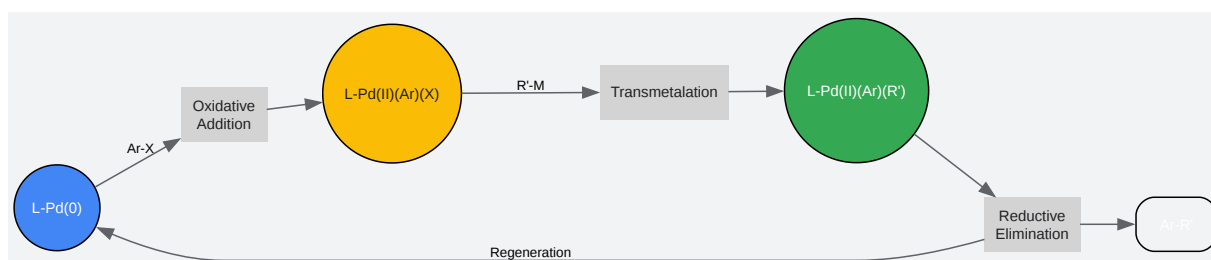 L-Pd(0)
Ar-X
Oxidative
Addition
L-Pd(II)(Ar)(X)
R'-M
Transmetalation
L-Pd(II)(Ar)(R')
Reductive
Elimination
Ar-R'
Regeneration